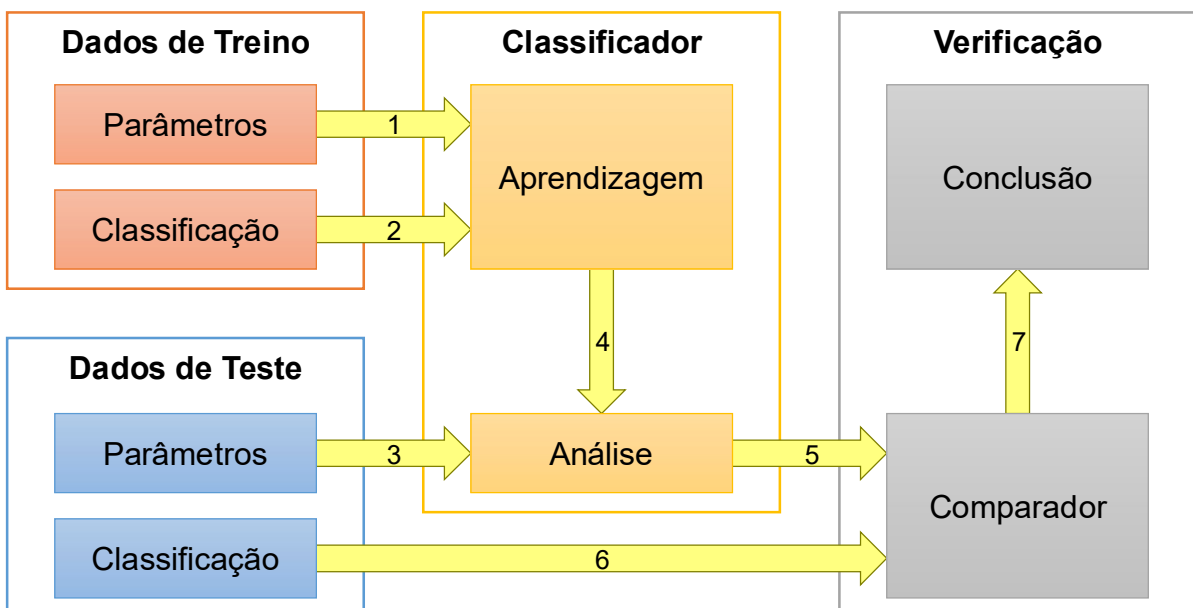 Dados de Treino
Parâmetros
Classificação
1
2
Classificador
Aprendizagem
4
Análise
Dados de Teste
Parâmetros
Classificação
3
5
6
Verificação
Conclusão
7
Comparador